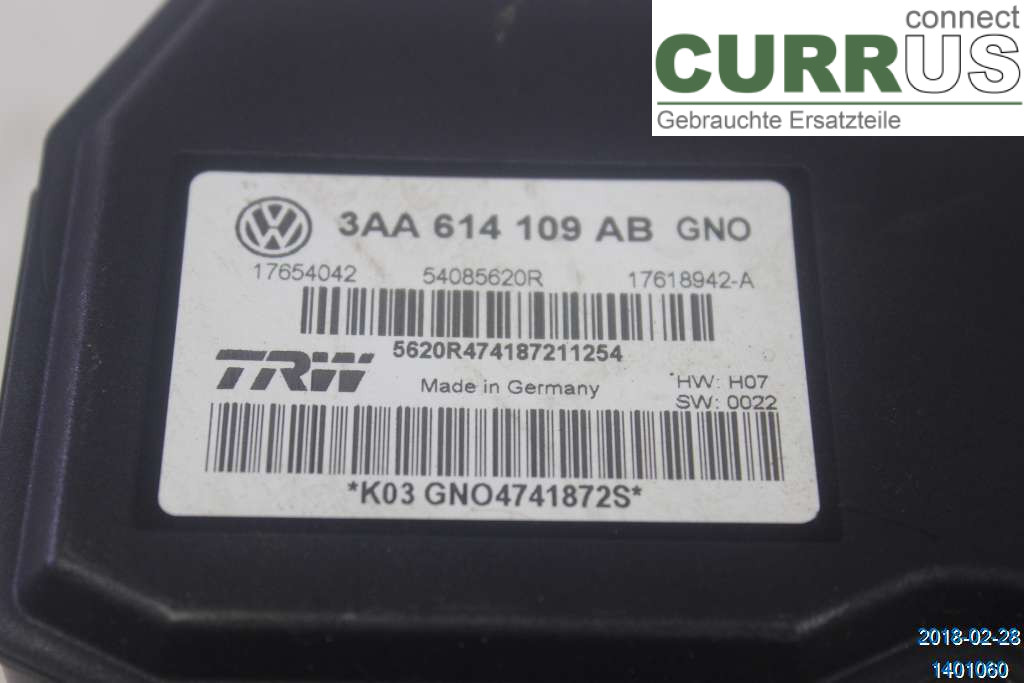 connect
CURRUS
Gebrauchte Ersatzteile
3AA 614 109 AB GNO
17654042 54085620R 17618942-A
5620R474187211254
TRW Made in Germany *HW: H07
SW: 0022
*K03 GNO4741872S*
2018-02-28
1401060